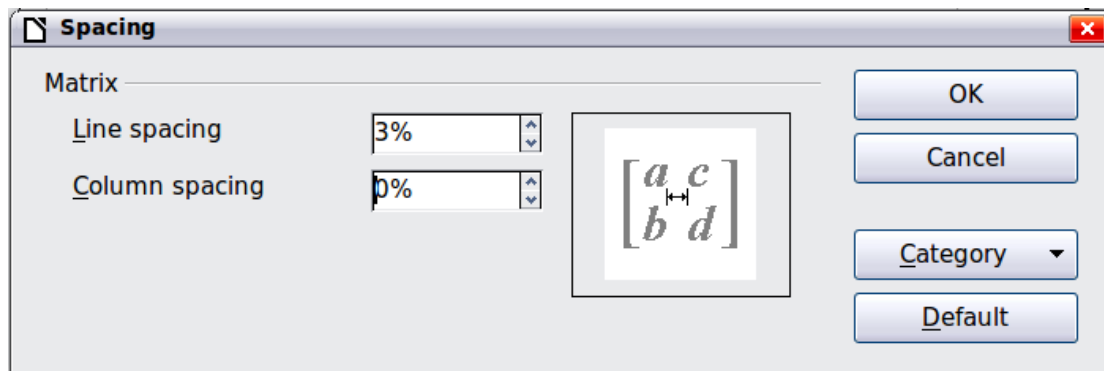 Spacing
Matrix
Line spacing 3%
Column spacing 0%
a c
b d
OK
Cancel
Category
Default